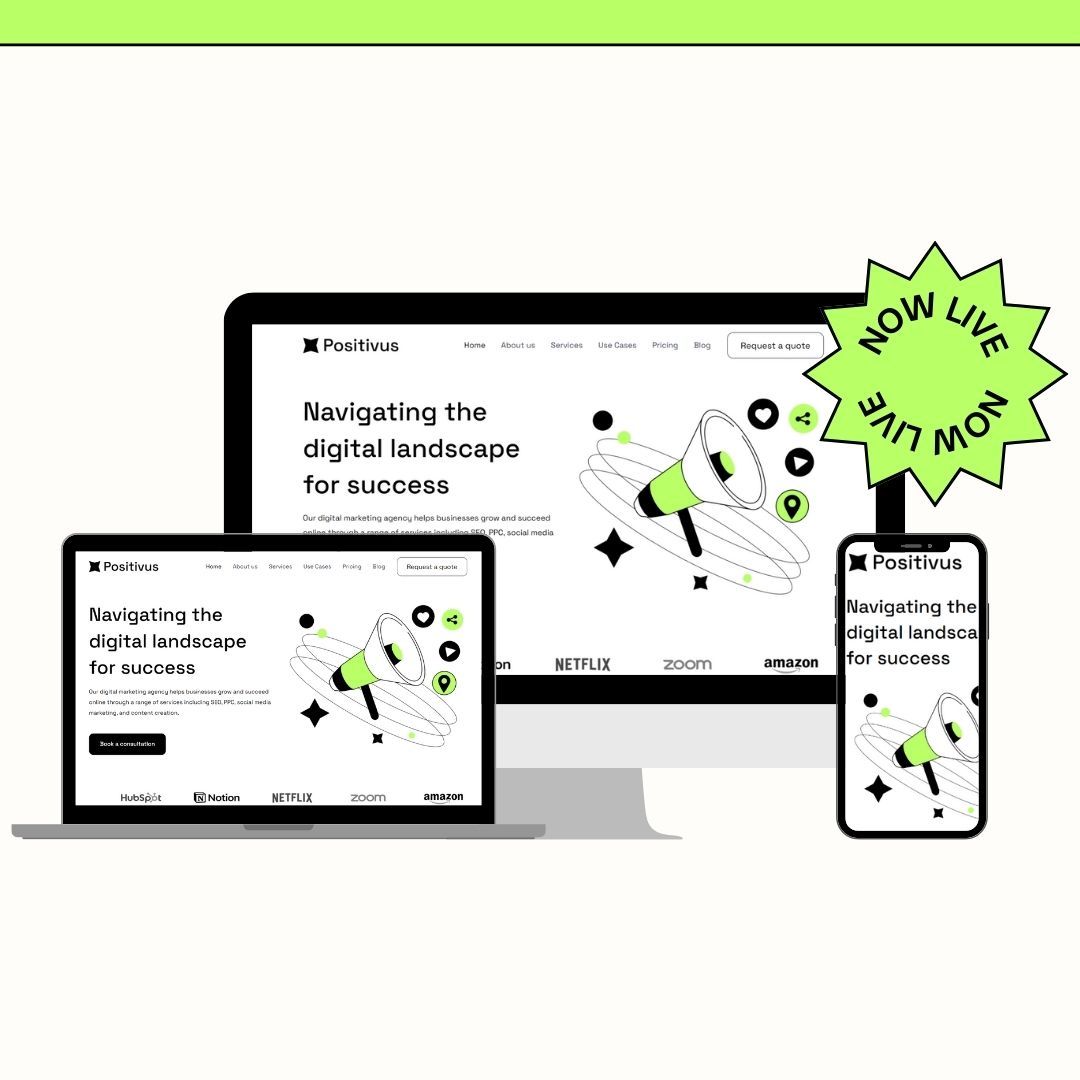 NOW LIVE
NOW LIVE
Positivus
Home About us Services Use Cases Pricing Blog Request a quote
Navigating the
digital landscape
for success
Our digital marketing agency helps businesses grow and succeed
online through a range of services including SEO, PPC, social media
on NETFLIX zoom amazon
Positivus
Home About us Services Use Cases Pricing Blog Request a quote
Navigating the
digital landscape
for success
Our digital marketing agency helps businesses grow and succeed
online through a range of services including SEO, PPC, social media
marketing, and content creation.
Book a consultation
HubSpot Notion NETFLIX zoom amazon
Positivus
Navigating the
digital landsca
for success